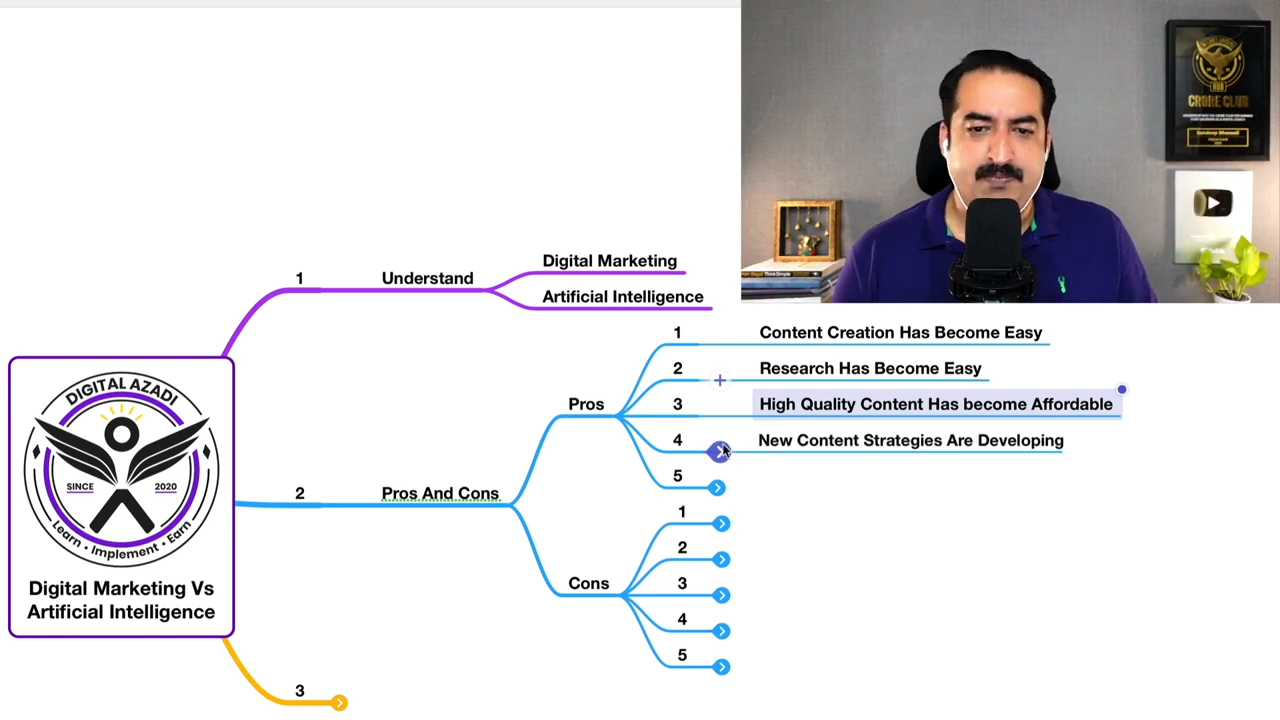 CRORE CLUB
Sandeep Bhansali
1
Understand
Digital Marketing
Artificial Intelligence
DIGITAL AZADI
SINCE
2020
Learn • Implement • Earn
Digital Marketing Vs
Artificial Intelligence
2
Pros And Cons
Pros
1
Content Creation Has Become Easy
2
Research Has Become Easy
3
High Quality Content Has become Affordable
4
New Content Strategies Are Developing
5
Cons
1
2
3
4
5
3